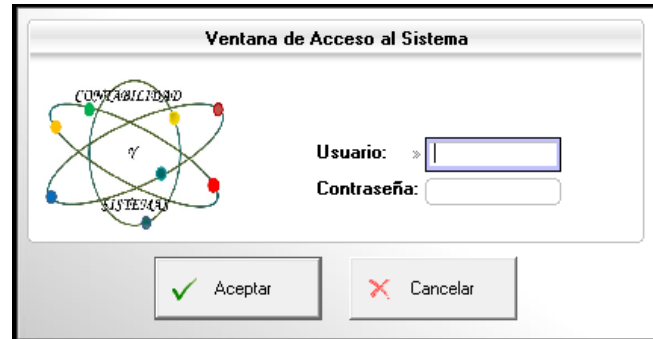 Ventana de Acceso al Sistema
CONTABILIDAD
Y
SISTEMAS
Usuario: »
Contraseña:
Aceptar
Cancelar